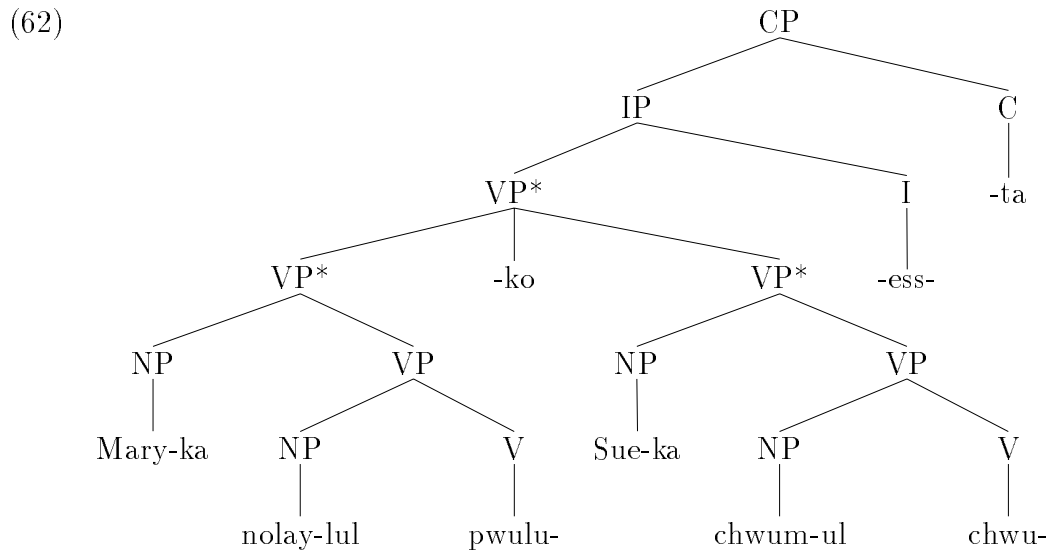 (62) CP
IP C
VP* I -ta
VP* -ko VP* -ess-
NP VP NP VP
Mary-ka NP V Sue-ka NP V
nolay-lul pwulu- chwum-ul chwu-